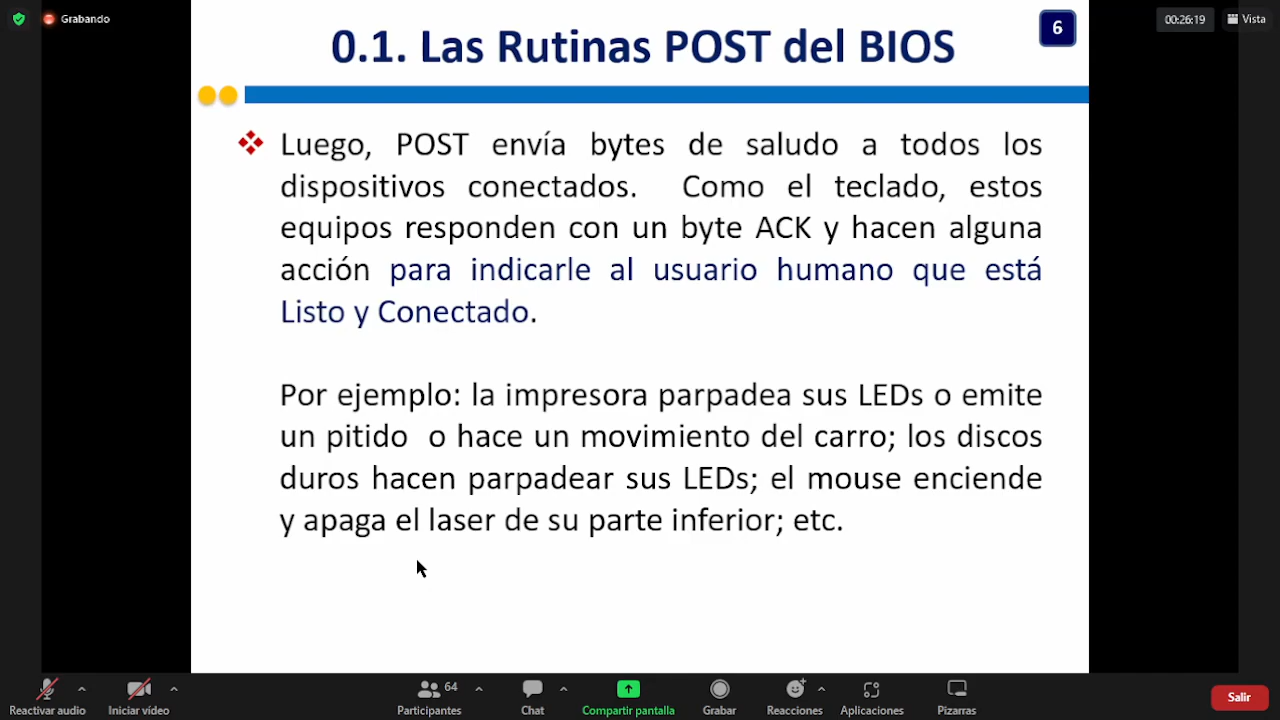 Grabando
00:26:19
Vista
0.1. Las Rutinas POST del BIOS
6
Luego, POST envía bytes de saludo a todos los
dispositivos conectados. Como el teclado, estos
equipos responden con un byte ACK y hacen alguna
acción para indicarle al usuario humano que está
Listo y Conectado.
Por ejemplo: la impresora parpadea sus LEDs o emite
un pitido o hace un movimiento del carro; los discos
duros hacen parpadear sus LEDs; el mouse enciende
y apaga el laser de su parte inferior; etc.
Reactivar audio
Iniciar vídeo
Participantes
64
Chat
Compartir pantalla
Grabar
Reacciones
Aplicaciones
Pizarras
Salir